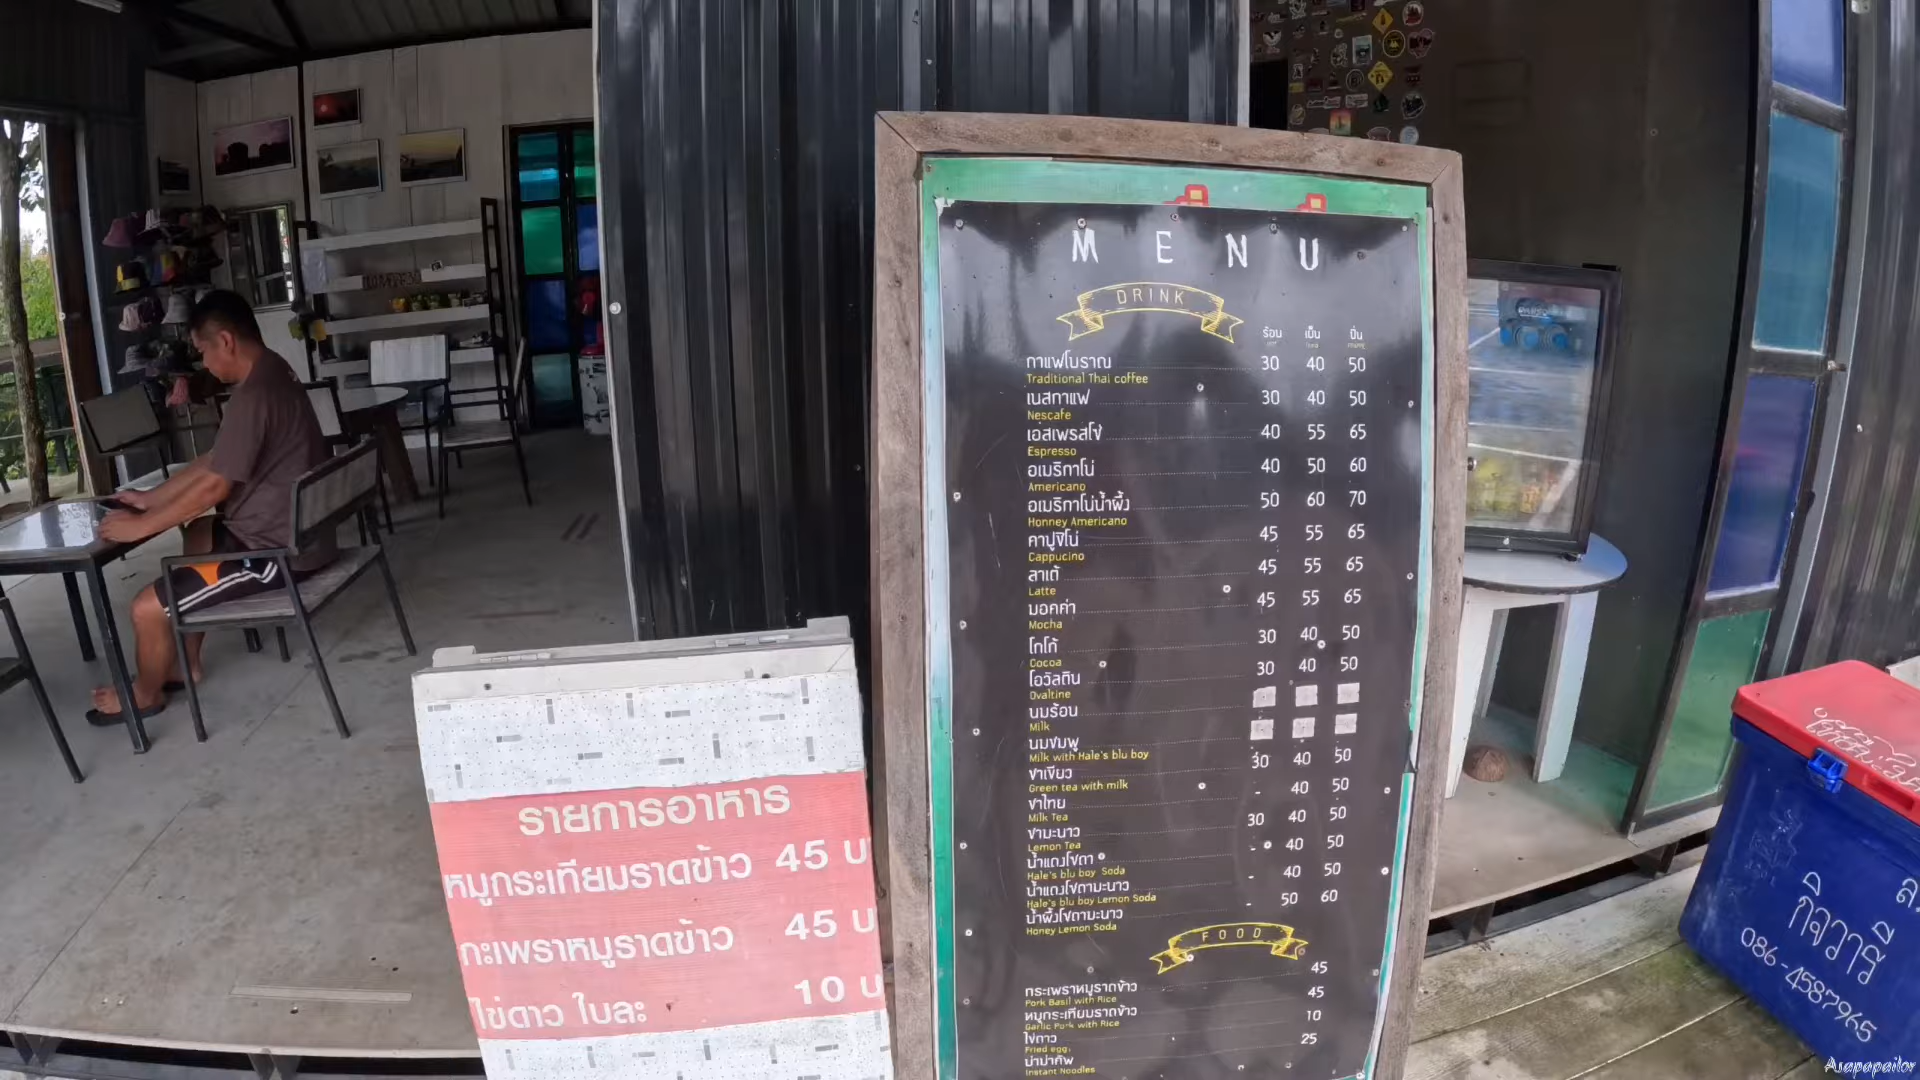 MENU
DRINK
ร้อน เย็น ปั่น
กาแฟโบราณ 30 40 50
Traditional Thai coffee
เนสกาแฟ 30 40 50
Nescafe
เอสเพรสโซ่ 40 55 65
Espresso
อเมริกาโน่ 40 50 60
Americano
อเมริกาโน่น้ำผึ้ง 50 60 70
Honney Americano
คาปูชิโน่ 45 55 65
Cappucino
ลาเต้ 45 55 65
Latte
มอคค่า 45 55 65
Mocha
โกโก้ 30 40 50
Cocoa
โอวัลติน 30 40 50
Ovaltine
นมร้อน
Milk
นมชมพู
Milk with Hale's blu boy
ชาเขียว 30 40 50
Green tea with milk
ชาไทย - 40 50
Milk Tea
ชามะนาว 30 40 50
Lemon Tea
น้ำแดงโซดา - 40 50
Hale's blu boy Soda
น้ำแดงโซดามะนาว - 40 50
Hale's blu boy Lemon Soda
น้ำผึ้งโซดามะนาว - 50 60
Honey Lemon Soda
FOOD
กระเพราหมูราดข้าว 45
Pork Basil with Rice
หมูกระเทียมราดข้าว 45
Garlic Pork with Rice
ไข่ดาว 10
Fried egg
มาม่าคัพ 25
Instant Noodles
รายการอาหาร
หมูกระเทียมราดข้าว 45 บ
กะเพราหมูราดข้าว 45 บ
ไข่ดาว ใบละ 10 บ
กิจวารี
086-4587965